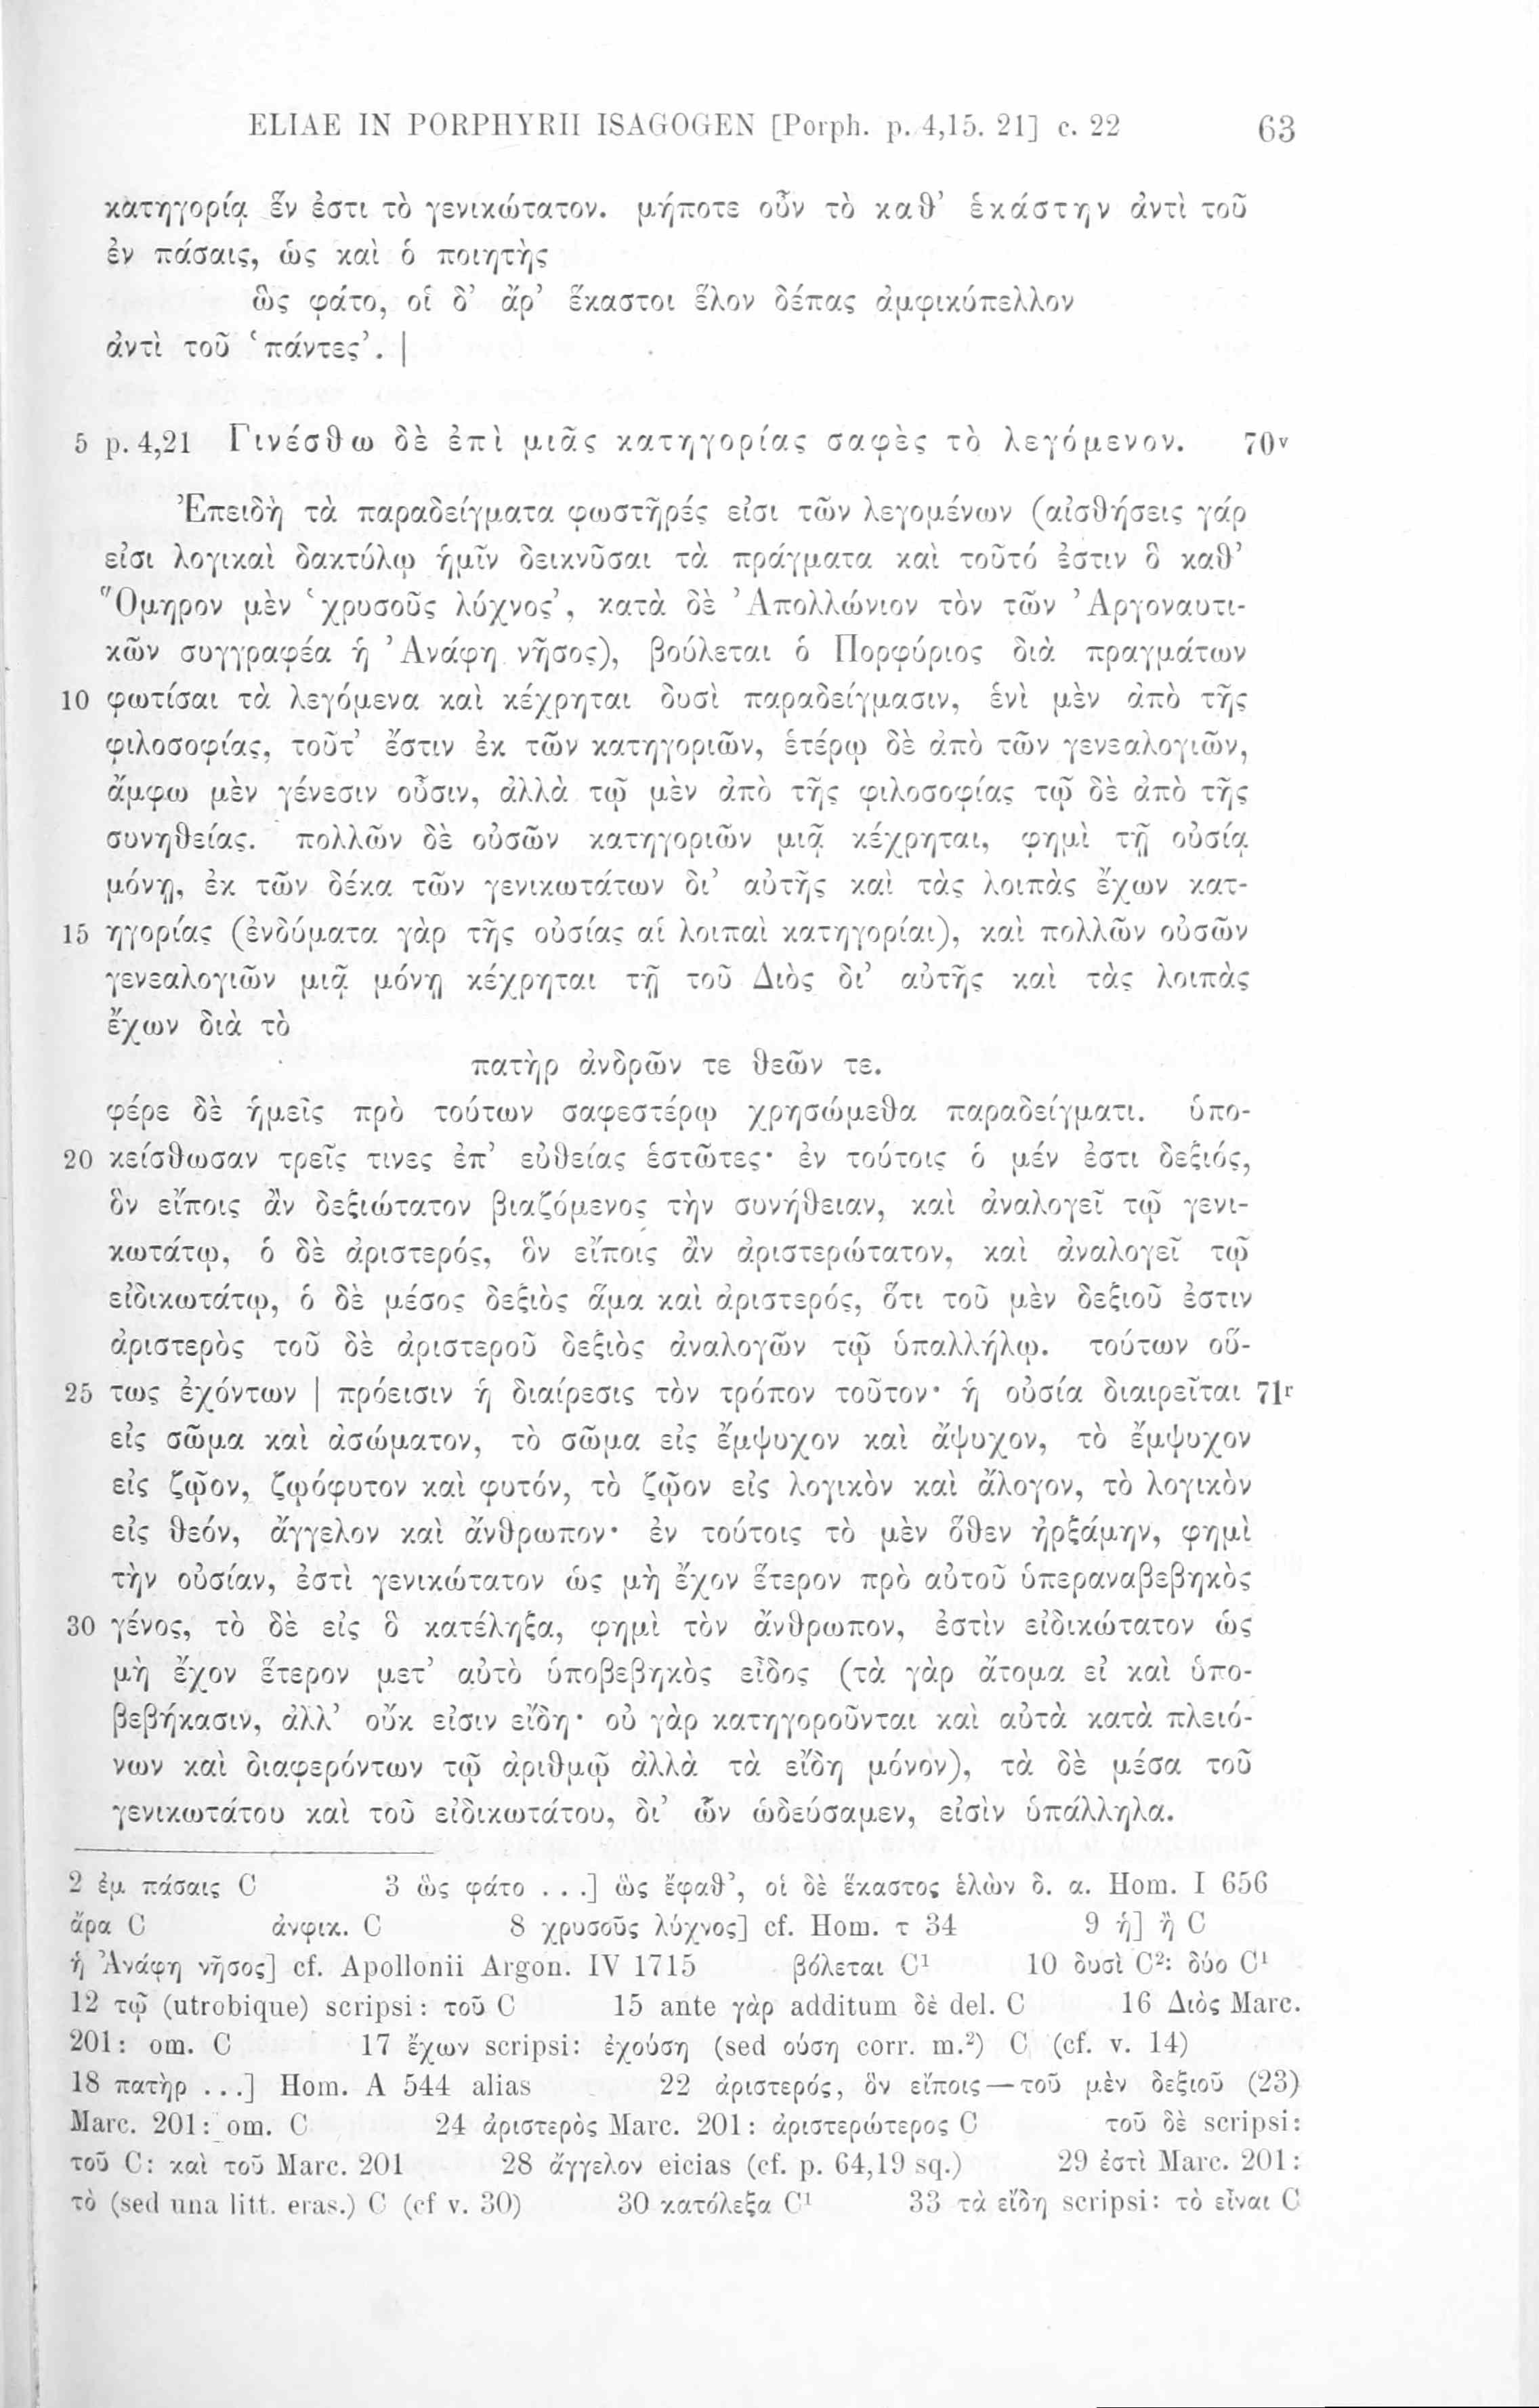 ELIAE IN PORPHYRII ISAGOGEN [Porph. p. 4,15. 21] c. 22 63
κατηγορίᾳ ἕν ἐστι τὸ γενικώτατον. μήποτε οὖν τὸ καθ’ ἑκάστην ἀντὶ τοῦ
ἐν πάσαις, ὡς καὶ ὁ ποιητὴς
ὣς φάτο, οἱ δ’ ἄρ’ ἕκαστοι ἕλον δέπας ἀμφικύπελλον
ἀντὶ τοῦ ‘πάντες’. |
5 p. 4,21 Γινέσθω δὲ ἐπὶ μιᾶς κατηγορίας σαφὲς τὸ λεγόμενον. 70v
Ἐπειδὴ τὰ παραδείγματα φωστῆρές εἰσι τῶν λεγομένων (αἰσθήσεις γάρ
εἰσι λογικαὶ δακτύλῳ ἡμῖν δεικνῦσαι τὰ πράγματα καὶ τοῦτό ἐστιν ὃ καθ’
Ὅμηρον μὲν ‘χρυσοῦς λύχνος’, κατὰ δὲ Ἀπολλώνιον τὸν τῶν Ἀργοναυτι-
κῶν συγγραφέα ἡ Ἀνάφη νῆσος), βούλεται ὁ Πορφύριος διὰ πραγμάτων
10 φωτίσαι τὰ λεγόμενα καὶ κέχρηται δυσὶ παραδείγμασιν, ἑνὶ μὲν ἀπὸ τῆς
φιλοσοφίας, τοῦτ’ ἔστιν ἐκ τῶν κατηγοριῶν, ἑτέρῳ δὲ ἀπὸ τῶν γενεαλογιῶν,
ἄμφω μὲν γένεσιν οὖσιν, ἀλλὰ τῷ μὲν ἀπὸ τῆς φιλοσοφίας τῷ δὲ ἀπὸ τῆς
συνηθείας. πολλῶν δὲ οὐσῶν κατηγοριῶν μιᾷ κέχρηται, φημὶ τῇ οὐσίᾳ
μόνῃ, ἐκ τῶν δέκα τῶν γενικωτάτων δι’ αὐτῆς καὶ τὰς λοιπὰς ἔχων κατ-
15 ηγορίας (ἐνδύματα γὰρ τῆς οὐσίας αἱ λοιπαὶ κατηγορίαι), καὶ πολλῶν οὐσῶν
γενεαλογιῶν μιᾷ μόνῃ κέχρηται τῇ τοῦ Διὸς δι’ αὐτῆς καὶ τὰς λοιπὰς
ἔχων διὰ τὸ
πατὴρ ἀνδρῶν τε θεῶν τε.
φέρε δὲ ἡμεῖς πρὸ τούτων σαφεστέρῳ χρησώμεθα παραδείγματι. ὑπο-
20 κείσθωσαν τρεῖς τινες ἐπ’ εὐθείας ἑστῶτες· ἐν τούτοις ὁ μέν ἐστι δεξιός,
ὃν εἴποις ἂν δεξιώτατον βιαζόμενος τὴν συνήθειαν, καὶ ἀναλογεῖ τῷ γενι-
κωτάτῳ, ὁ δὲ ἀριστερός, ὃν εἴποις ἂν ἀριστερώτατον, καὶ ἀναλογεῖ τῷ
εἰδικωτάτῳ, ὁ δὲ μέσος δεξιὸς ἅμα καὶ ἀριστερός, ὅτι τοῦ μὲν δεξιοῦ ἐστιν
ἀριστερὸς τοῦ δὲ ἀριστεροῦ δεξιὸς ἀναλογῶν τῷ ὑπαλλήλῳ. τούτων οὕ-
25 τως ἐχόντων | πρόεισιν ἡ διαίρεσις τὸν τρόπον τοῦτον· ἡ οὐσία διαιρεῖται 71r
εἰς σῶμα καὶ ἀσώματον, τὸ σῶμα εἰς ἔμψυχον καὶ ἄψυχον, τὸ ἔμψυχον
εἰς ζῷον, ζῳόφυτον καὶ φυτόν, τὸ ζῷον εἰς λογικὸν καὶ ἄλογον, τὸ λογικὸν
εἰς θεόν, ἄγγελον καὶ ἄνθρωπον· ἐν τούτοις τὸ μὲν ὅθεν ἠρξάμην, φημὶ
τὴν οὐσίαν, ἐστὶ γενικώτατον ὡς μὴ ἔχον ἕτερον πρὸ αὐτοῦ ὑπεραναβεβηκὸς
30 γένος, τὸ δὲ εἰς ὃ κατέληξα, φημὶ τὸν ἄνθρωπον, ἐστὶν εἰδικώτατον ὡς
μὴ ἔχον ἕτερον μετ’ αὐτὸ ὑποβεβηκὸς εἶδος (τὰ γὰρ ἄτομα εἰ καὶ ὑπο-
βεβήκασιν, ἀλλ’ οὔκ εἰσιν εἴδη· οὐ γὰρ κατηγοροῦνται καὶ αὐτὰ κατὰ πλειό-
νων καὶ διαφερόντων τῷ ἀριθμῷ ἀλλὰ τὰ εἴδη μόνον), τὰ δὲ μέσα τοῦ
γενικωτάτου καὶ τοῦ εἰδικωτάτου, δι’ ὧν ὡδεύσαμεν, εἰσὶν ὑπάλληλα.
2 ἐμ πάσαις C 3 ὣς φάτο . . .] ὣς ἔφαθ’, οἱ δὲ ἕκαστος ἑλὼν δ. α. Hom. I 656
ἄρα C ἀνφικ. C 8 χρυσοῦς λύχνος] cf. Hom. τ 34 9 ἡ] ἢ C
ἡ Ἀνάφη νῆσος] cf. Apollonii Argon. IV 1715 βόλεται C¹ 10 δυσὶ C²: δύο C¹
12 τῷ (utrobique) scripsi: τοῦ C 15 ante γὰρ additum δὲ del. C 16 Διὸς Marc.
201: om. C 17 ἔχων scripsi: ἐχούση (sed ούση corr. m.²) C (cf. v. 14)
18 πατὴρ . . .] Hom. A 544 alias 22 ἀριστερός, ὃν εἴποις — τοῦ μὲν δεξιοῦ (23)
Marc. 201: om. C 24 ἀριστερὸς Marc. 201: ἀριστερώτερος C τοῦ δὲ scripsi:
τοῦ C: καὶ τοῦ Marc. 201 28 ἄγγελον eicias (cf. p. 64,19 sq.) 29 ἐστὶ Marc. 201:
τὸ (sed una litt. eras.) C (cf v. 30) 30 κατόλεξα C¹ 33 τὰ εἴδη scripsi: τὸ εἶναι C